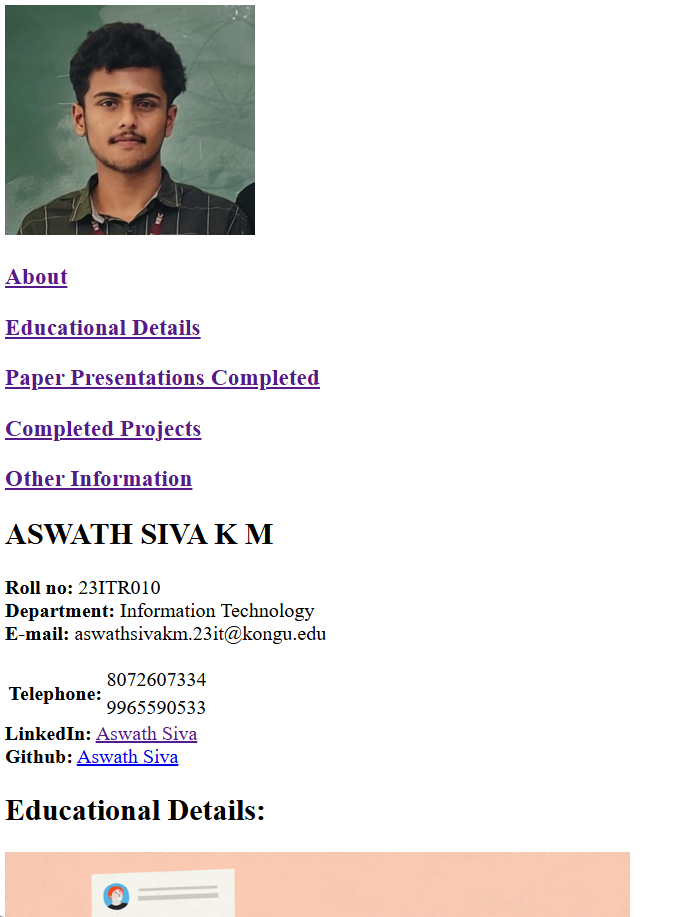 About
Educational Details
Paper Presentations Completed
Completed Projects
Other Information
ASWATH SIVA K M
Roll no: 23ITR010
Department: Information Technology
E-mail: aswathsivakm.23it@kongu.edu
Telephone: 8072607334
9965590533
LinkedIn: Aswath Siva
Github: Aswath Siva
Educational Details: